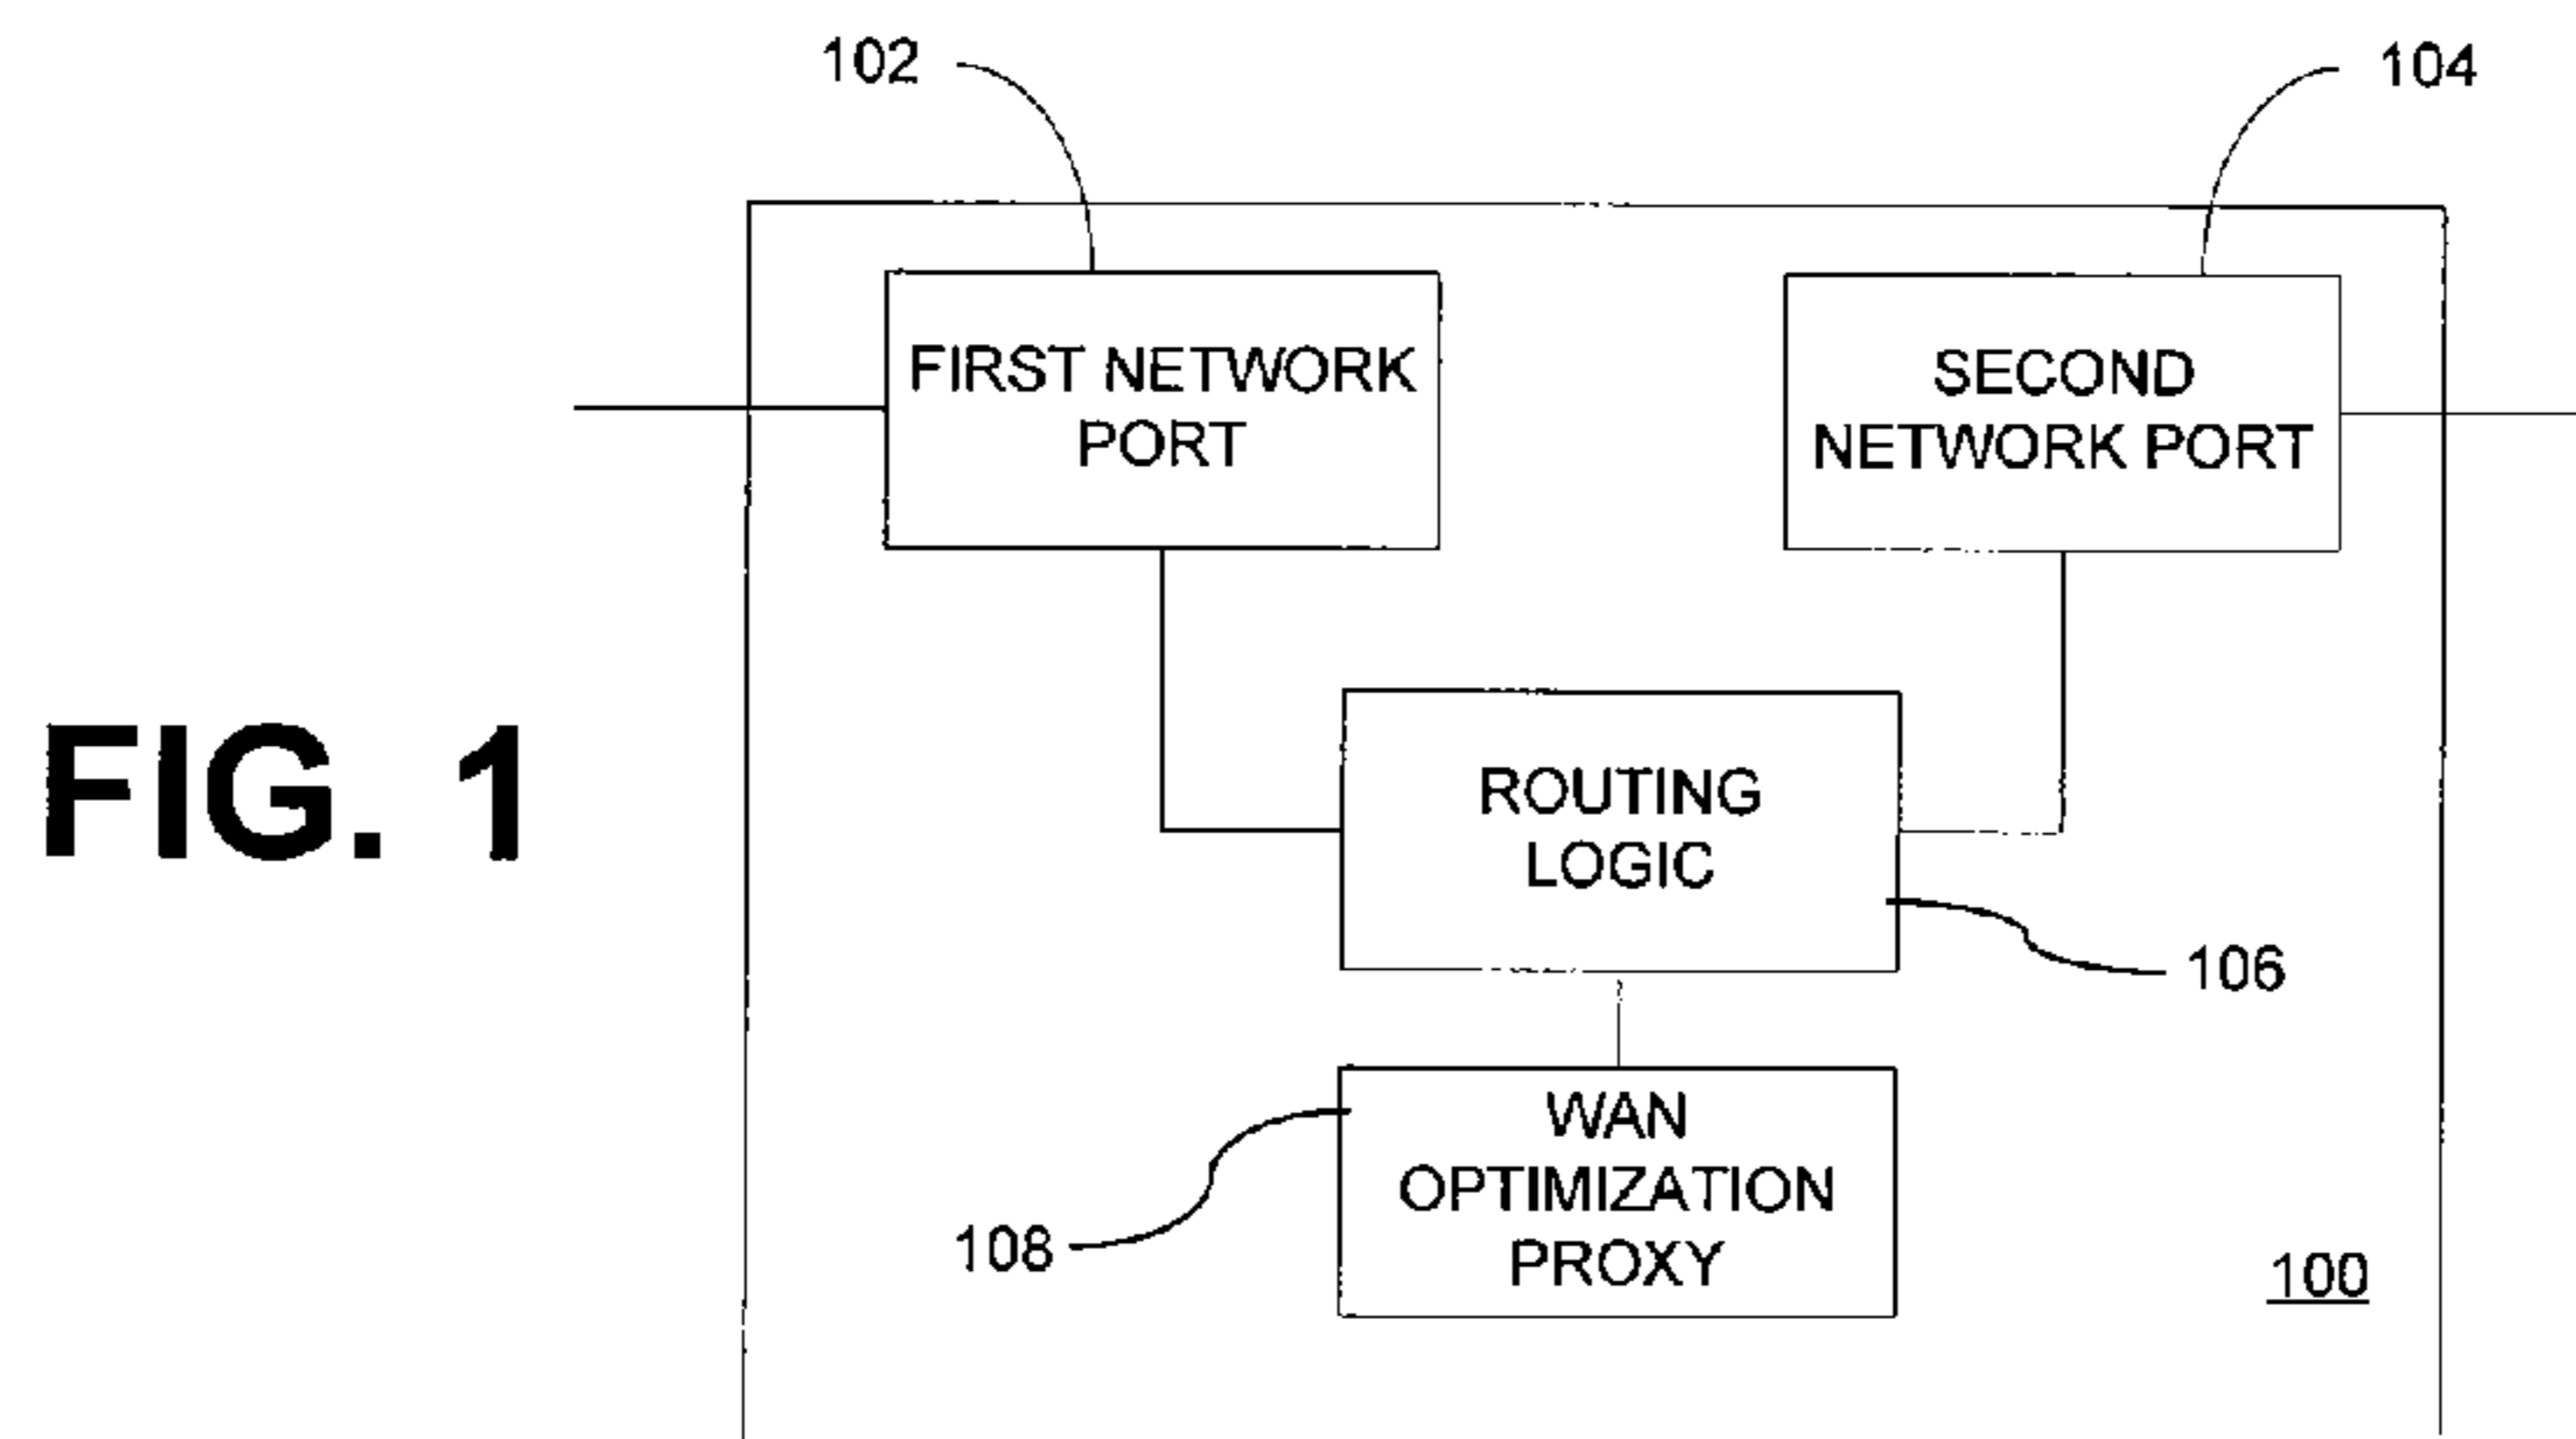 102
104
FIRST NETWORK
PORT
SECOND
NETWORK PORT
FIG. 1
ROUTING
LOGIC
106
WAN
OPTIMIZATION
PROXY
108
100